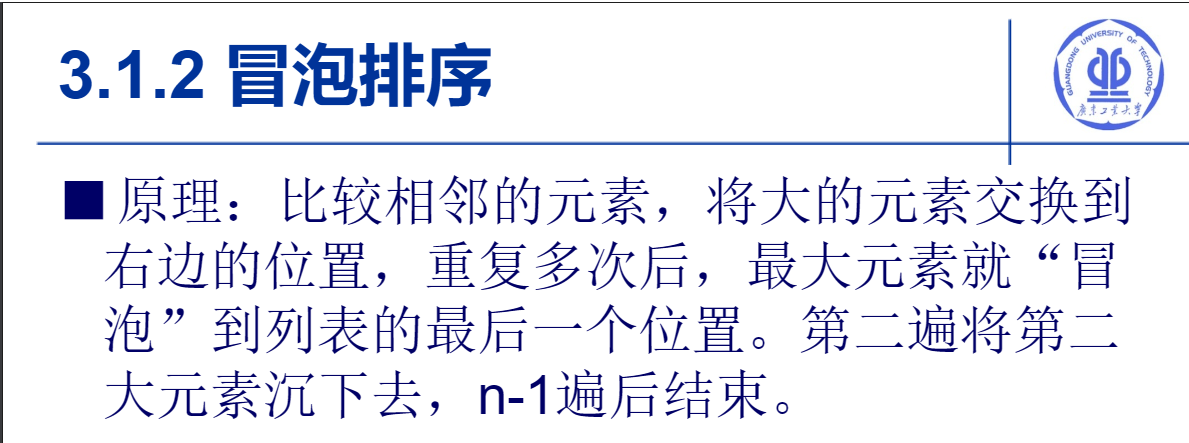 3.1.2 冒泡排序
GUANGDONG UNIVERSITY OF TECHNOLOGY
广东工业大学
■ 原理：比较相邻的元素，将大的元素交换到
右边的位置，重复多次后，最大元素就“冒
泡”到列表的最后一个位置。第二遍将第二
大元素沉下去，n-1遍后结束。